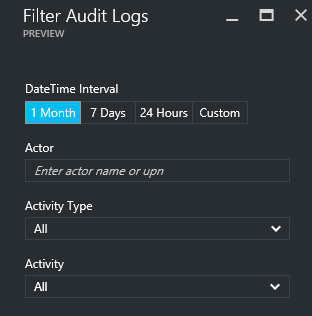 Filter Audit Logs
PREVIEW
DateTime Interval
1 Month 7 Days 24 Hours Custom
Actor
Enter actor name or upn
Activity Type
All
Activity
All